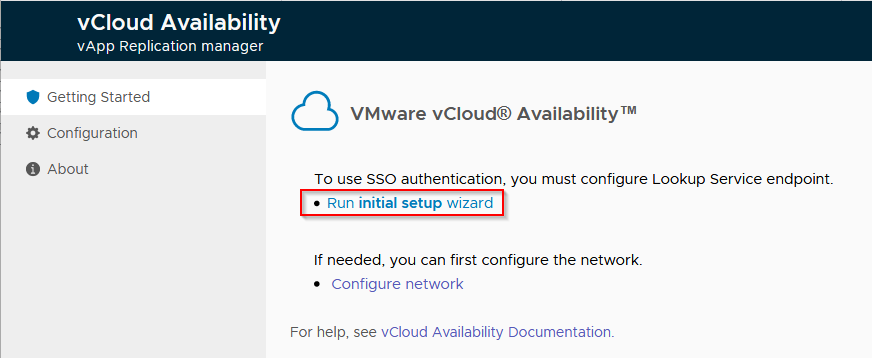 vCloud Availability
vApp Replication manager
Getting Started
Configuration
About
VMware vCloud® Availability™
To use SSO authentication, you must configure Lookup Service endpoint.
• Run initial setup wizard
If needed, you can first configure the network.
• Configure network
For help, see vCloud Availability Documentation.